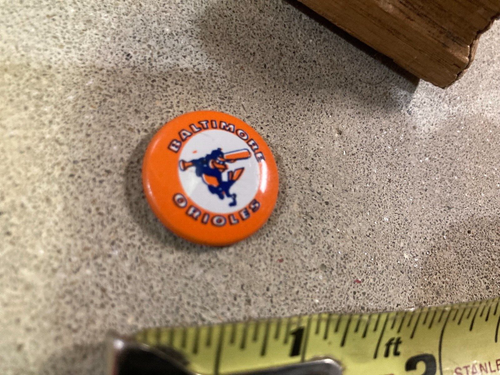 BALTIMORE
ORIOLES
1
ft
2
STANLE